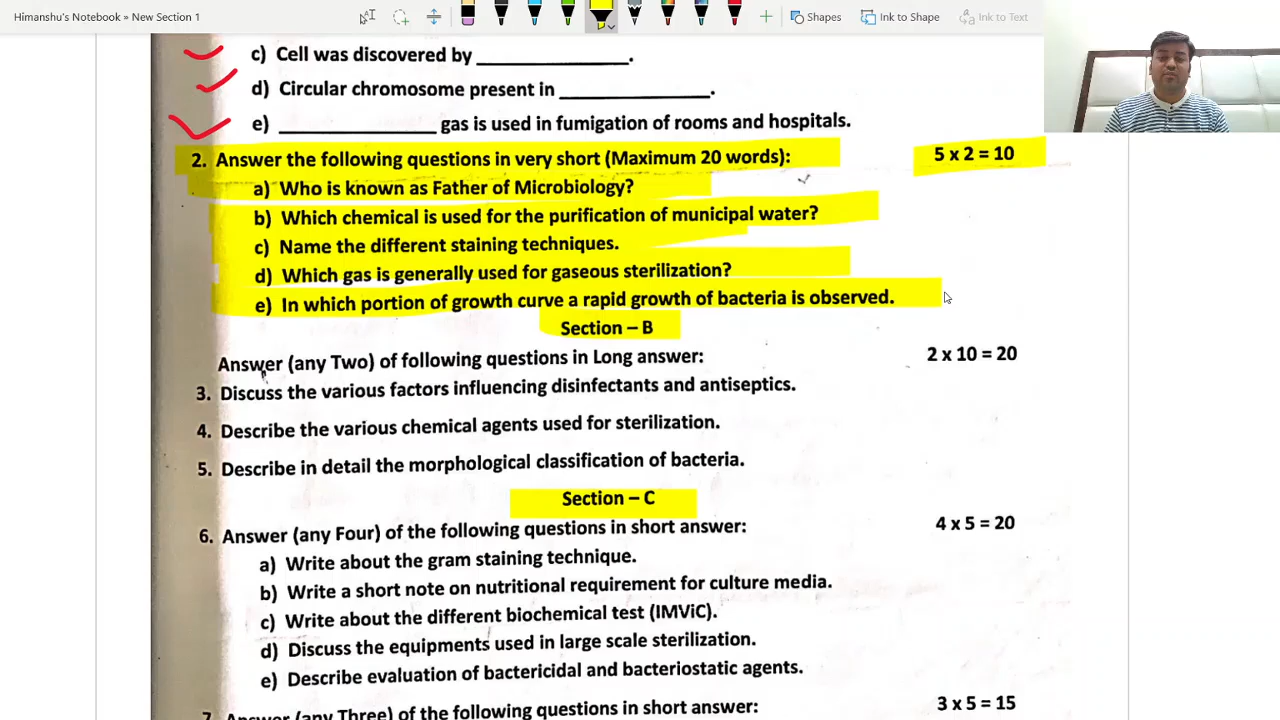 Himanshu's Notebook » New Section 1
Shapes
Ink to Shape
Ink to Text
c) Cell was discovered by ______________.
d) Circular chromosome present in ______________.
e) ______________ gas is used in fumigation of rooms and hospitals.
2. Answer the following questions in very short (Maximum 20 words): 5 x 2 = 10
a) Who is known as Father of Microbiology?
b) Which chemical is used for the purification of municipal water?
c) Name the different staining techniques.
d) Which gas is generally used for gaseous sterilization?
e) In which portion of growth curve a rapid growth of bacteria is observed.
Section – B
Answer (any Two) of following questions in Long answer: 2 x 10 = 20
3. Discuss the various factors influencing disinfectants and antiseptics.
4. Describe the various chemical agents used for sterilization.
5. Describe in detail the morphological classification of bacteria.
Section – C
6. Answer (any Four) of the following questions in short answer: 4 x 5 = 20
a) Write about the gram staining technique.
b) Write a short note on nutritional requirement for culture media.
c) Write about the different biochemical test (IMViC).
d) Discuss the equipments used in large scale sterilization.
e) Describe evaluation of bactericidal and bacteriostatic agents.
7. Answer (any Three) of the following questions in short answer: 3 x 5 = 15